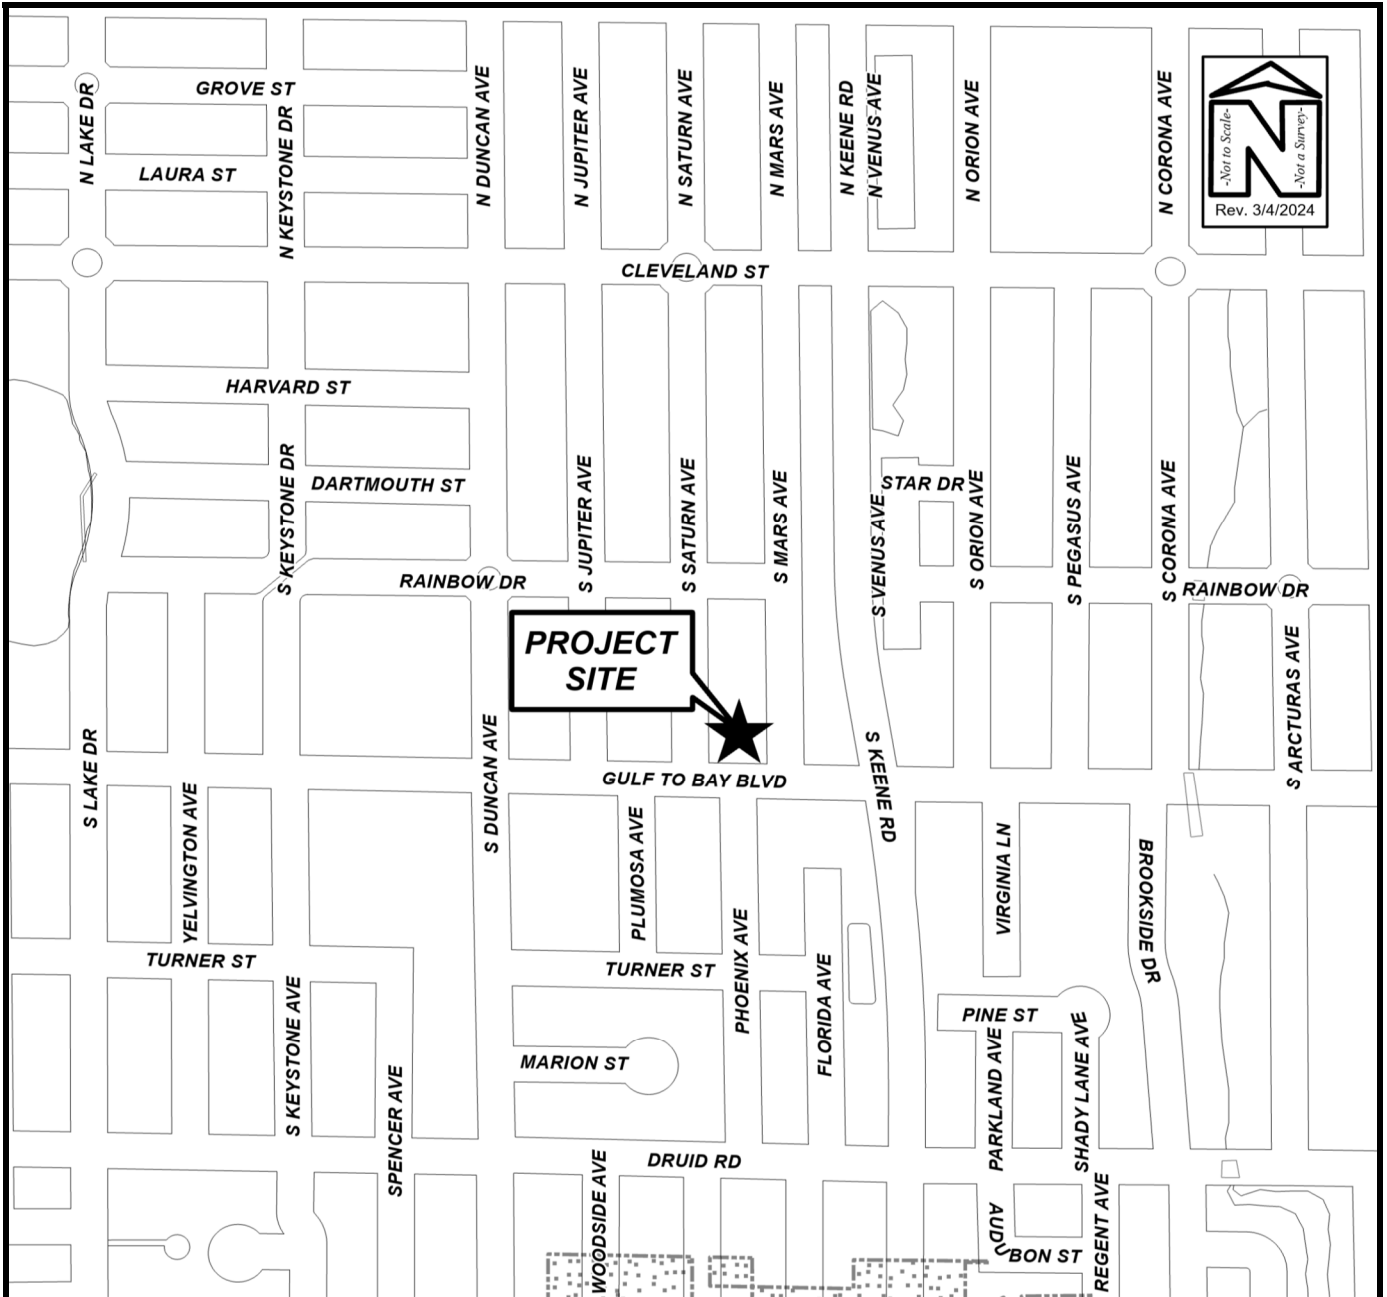 GROVE ST
N LAKE DR
LAURA ST
N KEYSTONE DR
N DUNCAN AVE
N JUPITER AVE
N SATURN AVE
N MARS AVE
N KEENE RD
N VENUS AVE
N ORION AVE
N CORONA AVE
-Not to Scale-
N
-Not a Survey-
Rev. 3/4/2024
CLEVELAND ST
HARVARD ST
S KEYSTONE DR
DARTMOUTH ST
S JUPITER AVE
S SATURN AVE
S MARS AVE
S VENUS AVE
STAR DR
S ORION AVE
S PEGASUS AVE
S CORONA AVE
RAINBOW DR
RAINBOW DR
PROJECT
SITE
S ARCTURAS AVE
S LAKE DR
S DUNCAN AVE
S KEENE RD
GULF TO BAY BLVD
YELVINGTON AVE
PLUMOSA AVE
VIRGINIA LN
BROOKSIDE DR
PHOENIX AVE
TURNER ST
TURNER ST
FLORIDA AVE
S KEYSTONE AVE
PINE ST
MARION ST
SPENCER AVE
PARKLAND AVE
SHADY LANE AVE
DRUID RD
WOODSIDE AVE
AUDUBON ST
REGENT AVE